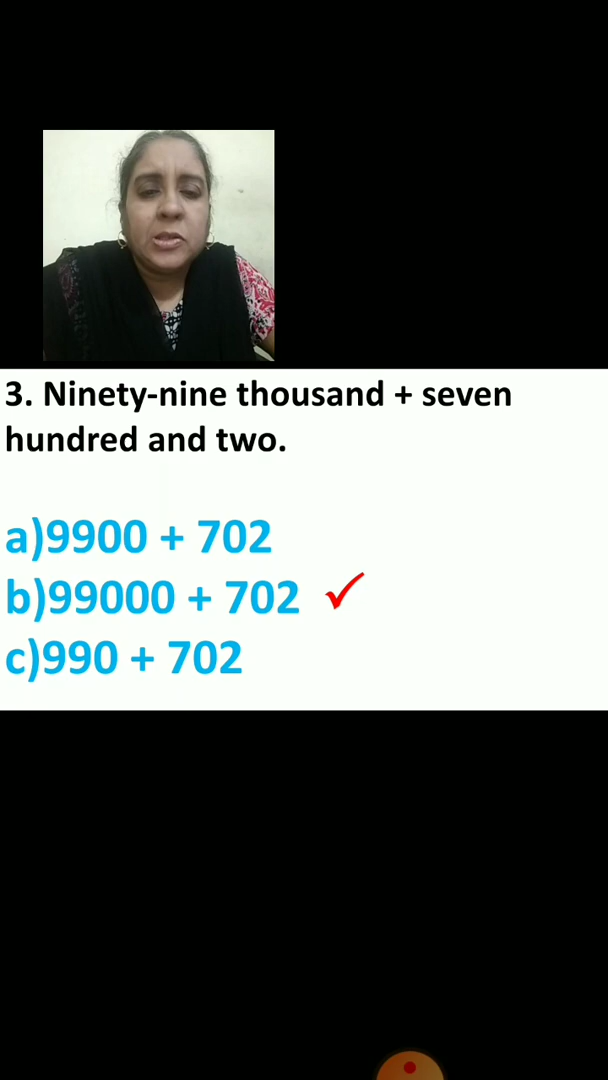 3. Ninety-nine thousand + seven
hundred and two.
a)9900 + 702
b)99000 + 702 ✓
c)990 + 702